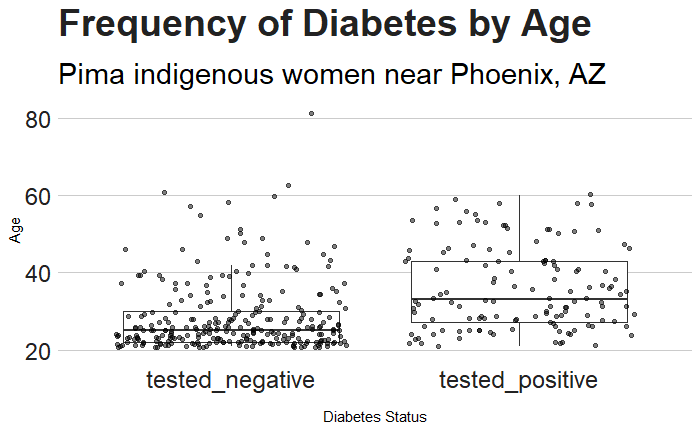 Frequency of Diabetes by Age
Pima indigenous women near Phoenix, AZ
80
60
Age
40
20
tested_negative tested_positive
Diabetes Status